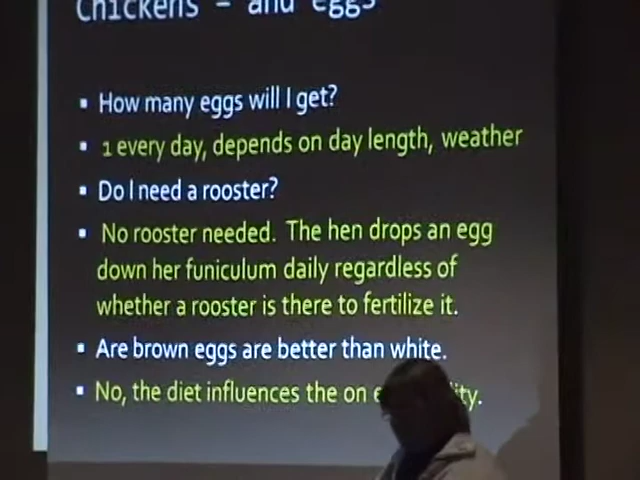 Chickens – and eggs
▪ How many eggs will I get?
▪ 1 every day, depends on day length, weather
▪ Do I need a rooster?
▪ No rooster needed. The hen drops an egg
down her funiculum daily regardless of
whether a rooster is there to fertilize it.
▪ Are brown eggs are better than white.
▪ No, the diet influences the on